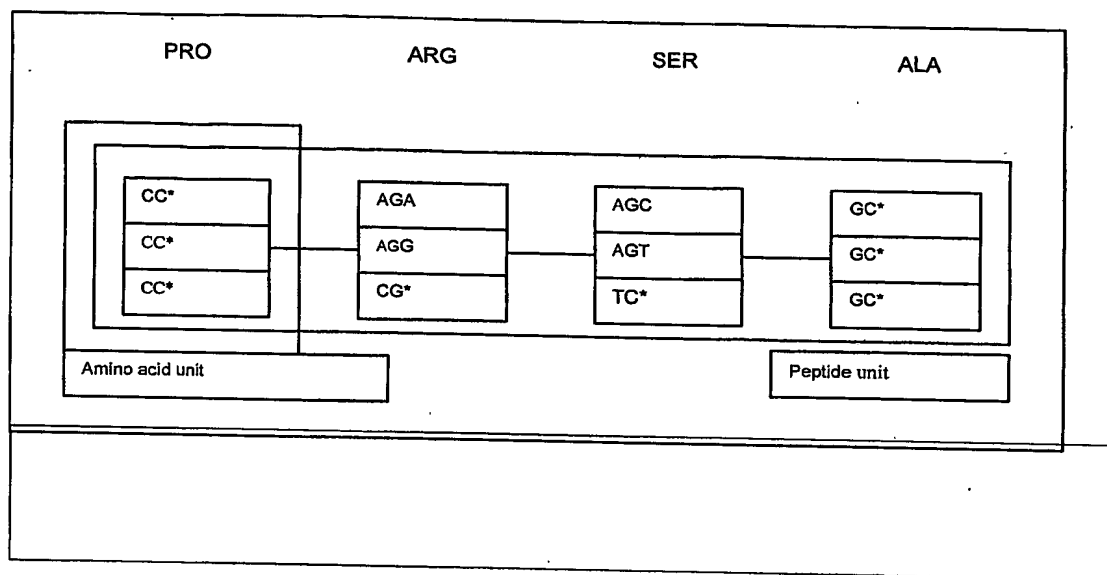 PRO ARG SER ALA
CC* AGA AGC GC*
CC* AGG AGT GC*
CC* CG* TC* GC*
Amino acid unit Peptide unit